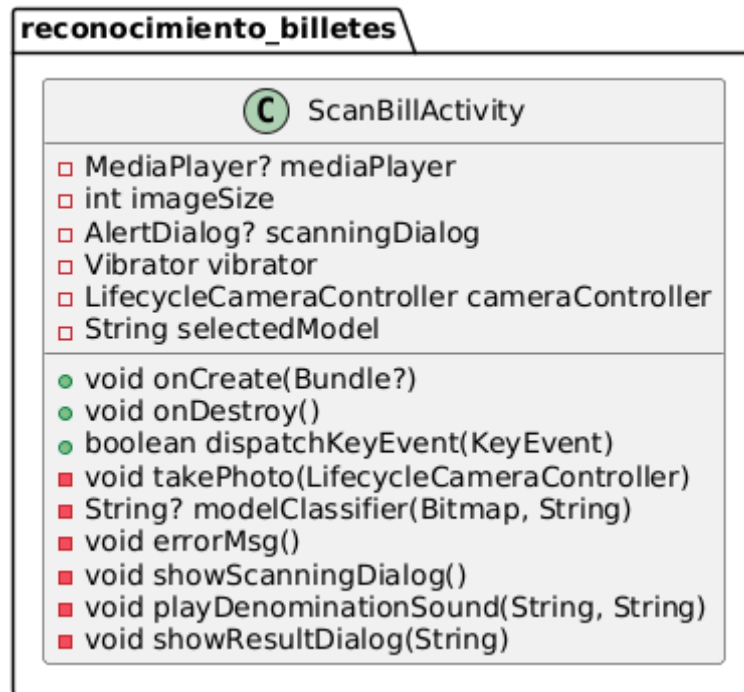 reconocimiento_billetes
C ScanBillActivity
MediaPlayer? mediaPlayer
int imageSize
AlertDialog? scanningDialog
Vibrator vibrator
LifecycleCameraController cameraController
String selectedModel
void onCreate(Bundle?)
void onDestroy()
boolean dispatchKeyEvent(KeyEvent)
void takePhoto(LifecycleCameraController)
String? modelClassifier(Bitmap, String)
void errorMsg()
void showScanningDialog()
void playDenominationSound(String, String)
void showResultDialog(String)